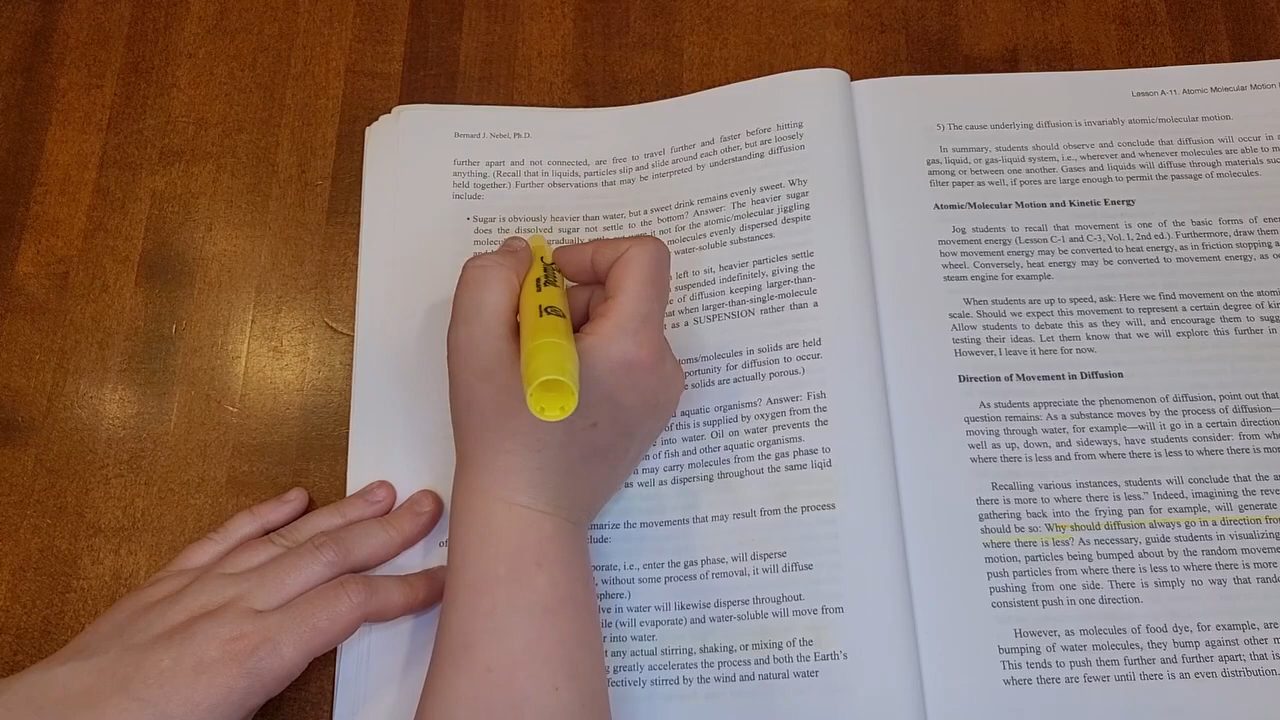 Bernard J. Nebel, Ph.D.
further apart and not connected, are free to travel further and faster before hitting
anything. (Recall that in liquids, particles slip and slide around each other, but are loosely
held together.) Further observations that may be interpreted by understanding diffusion
include:
• Sugar is obviously heavier than water, but a sweet drink remains evenly sweet. Why
does the dissolved sugar not settle to the bottom? Answer: The heavier sugar
gradually it not for the atomic/molecular jiggling
molecules evenly dispersed despite
water-soluble substances.
left to sit, heavier particles settle
suspended indefinitely, giving the
of diffusion keeping larger-than
when larger-than-single-molecule
as a SUSPENSION rather than a
in solids are held
for diffusion to occur.
solids are actually porous.)
aquatic organisms? Answer: Fish
of this is supplied by oxygen from the
into water. Oil on water prevents the
of fish and other aquatic organisms.
may carry molecules from the gas phase to
as well as dispersing throughout the same liqid
the movements that may result from the process
of
i.e., enter the gas phase, will disperse
without some process of removal, it will diffuse
in water will likewise disperse throughout.
(will evaporate) and water-soluble will move from
into water.
any actual stirring, shaking, or mixing of the
greatly accelerates the process and both the Earth's
stirred by the wind and natural water
Lesson A-11. Atomic Molecular Motion
5) The cause underlying diffusion is invariably atomic/molecular motion.
In summary, students should observe and conclude that diffusion will occur in
gas, liquid, or gas-liquid system, i.e., wherever and whenever molecules are able to
among or between one another. Gases and liquids will diffuse through materials
filter paper as well, if pores are large enough to permit the passage of molecules.
Atomic/Molecular Motion and Kinetic Energy
Jog students to recall that movement is one of the basic forms of
movement energy (Lesson C-1 and C-3, Vol. 1, 2nd ed.). Furthermore, draw them
how movement energy may be converted to heat energy, as in friction stopping a
wheel. Conversely, heat energy may be converted to movement energy, as
steam engine for example.
When students are up to speed, ask: Here we find movement on the
scale. Should we expect this movement to represent a certain degree of
Allow students to debate this as they will, and encourage them to
testing their ideas. Let them know that we will explore this further in
However, I leave it here for now.
Direction of Movement in Diffusion
As students appreciate the phenomenon of diffusion, point out that
question remains: As a substance moves by the process of diffusion—
moving through water, for example—will it go in a certain direction
well as up, down, and sideways, have students consider: from
where there is less and from where there is less to where there is
Recalling various instances, students will conclude that the
there is more to where there is less." Indeed, imagining the
gathering back into the frying pan for example, will generate
should be so: Why should diffusion always go in a direction
where there is less? As necessary, guide students in visualizing
motion, particles being bumped about by the random
push particles from where there is less to where there is more
pushing from one side. There is simply no way that
consistent push in one direction.
However, as molecules of food dye, for example, are
bumping of water molecules, they bump against other
This tends to push them further and further apart; that is
where there are fewer until there is an even distribution.